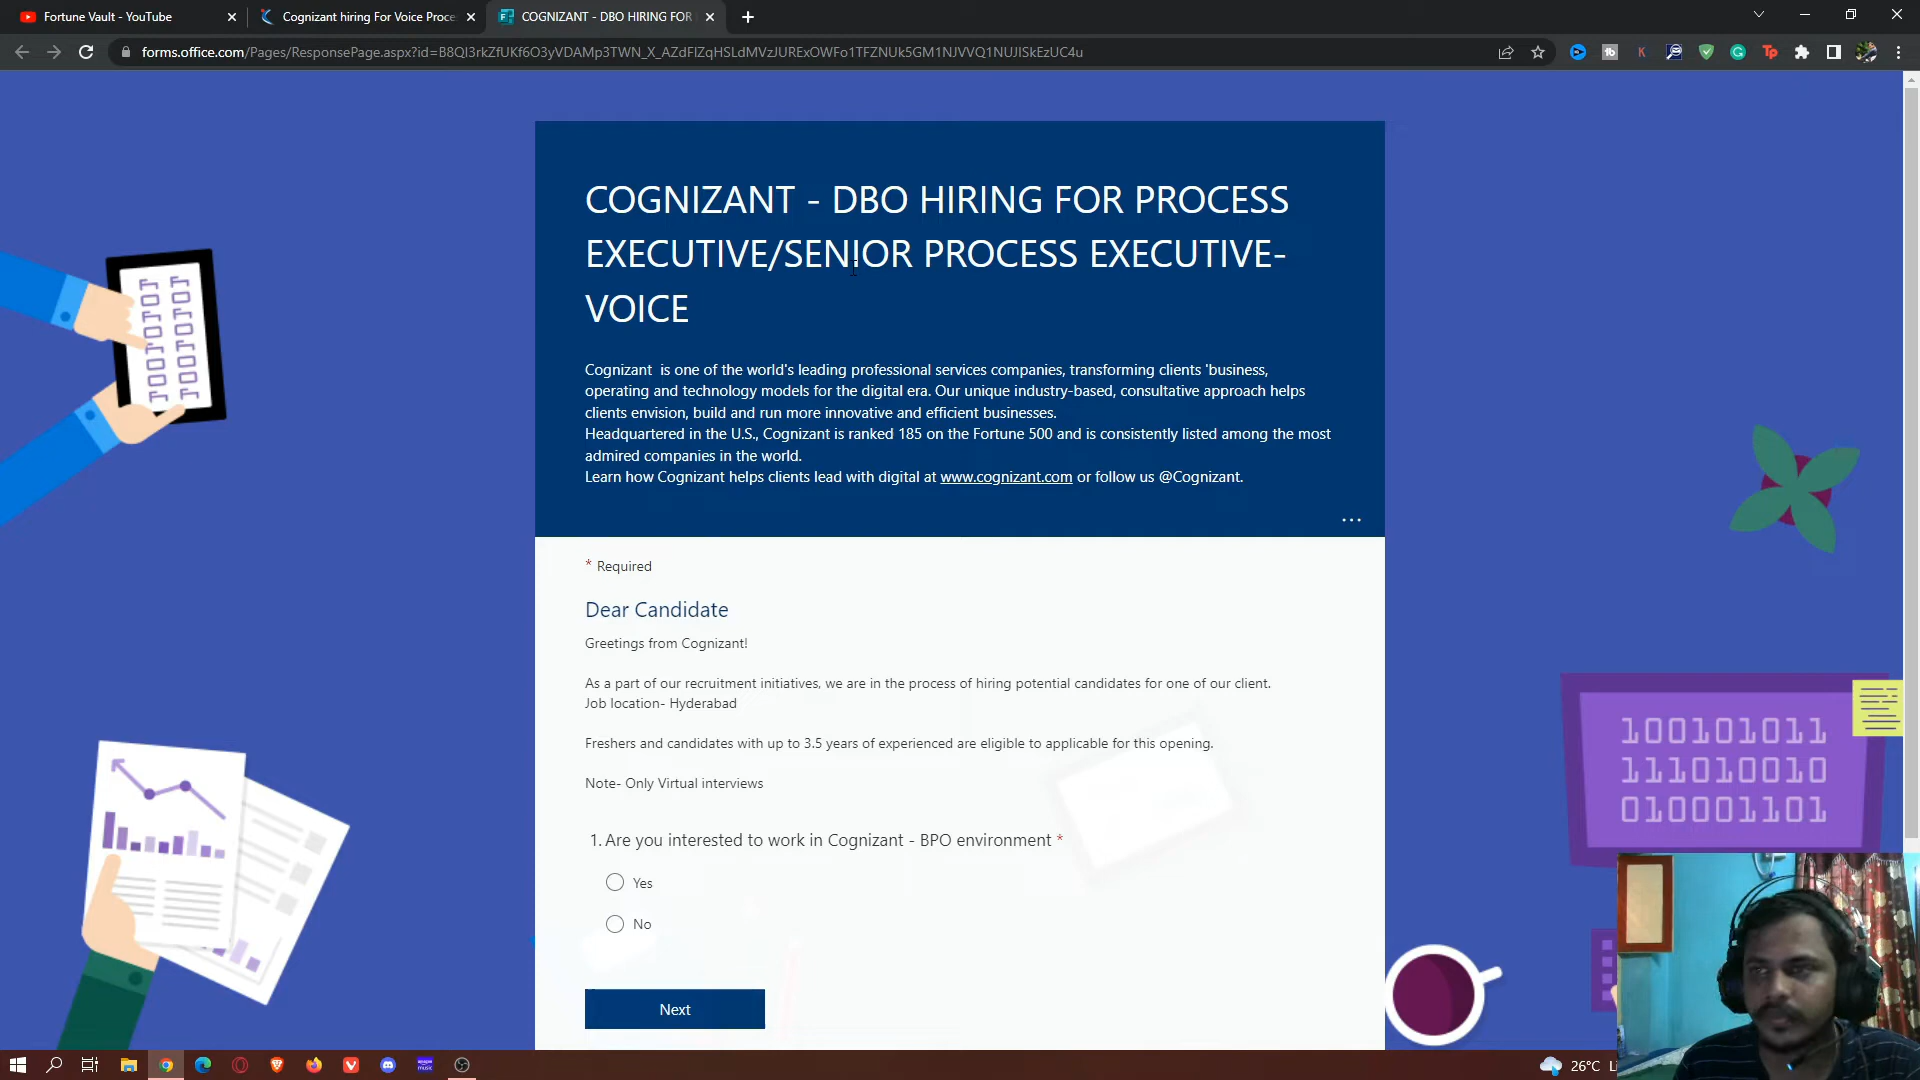 Fortune Vault - YouTube
Cognizant hiring For Voice Proce
COGNIZANT - DBO HIRING FOR
forms.office.com/Pages/ResponsePage.aspx?id=B8QI3rkZfUKf6O3yVDAMp3TWN_X_AZdFlZqHSLdMVzJURExOWFo1TFZNUk5GM1NJVVQ1NUJISkEzUC4u
COGNIZANT - DBO HIRING FOR PROCESS
EXECUTIVE/SENIOR PROCESS EXECUTIVE-
VOICE
Cognizant is one of the world's leading professional services companies, transforming clients 'business,
operating and technology models for the digital era. Our unique industry-based, consultative approach helps
clients envision, build and run more innovative and efficient businesses.
Headquartered in the U.S., Cognizant is ranked 185 on the Fortune 500 and is consistently listed among the most
admired companies in the world.
Learn how Cognizant helps clients lead with digital at www.cognizant.com or follow us @Cognizant.
...
* Required
Dear Candidate
Greetings from Cognizant!
As a part of our recruitment initiatives, we are in the process of hiring potential candidates for one of our client.
Job location- Hyderabad
Freshers and candidates with up to 3.5 years of experienced are eligible to applicable for this opening.
Note- Only Virtual interviews
1. Are you interested to work in Cognizant - BPO environment *
Yes
No
Next
100101011
111010010
010001101
26°C